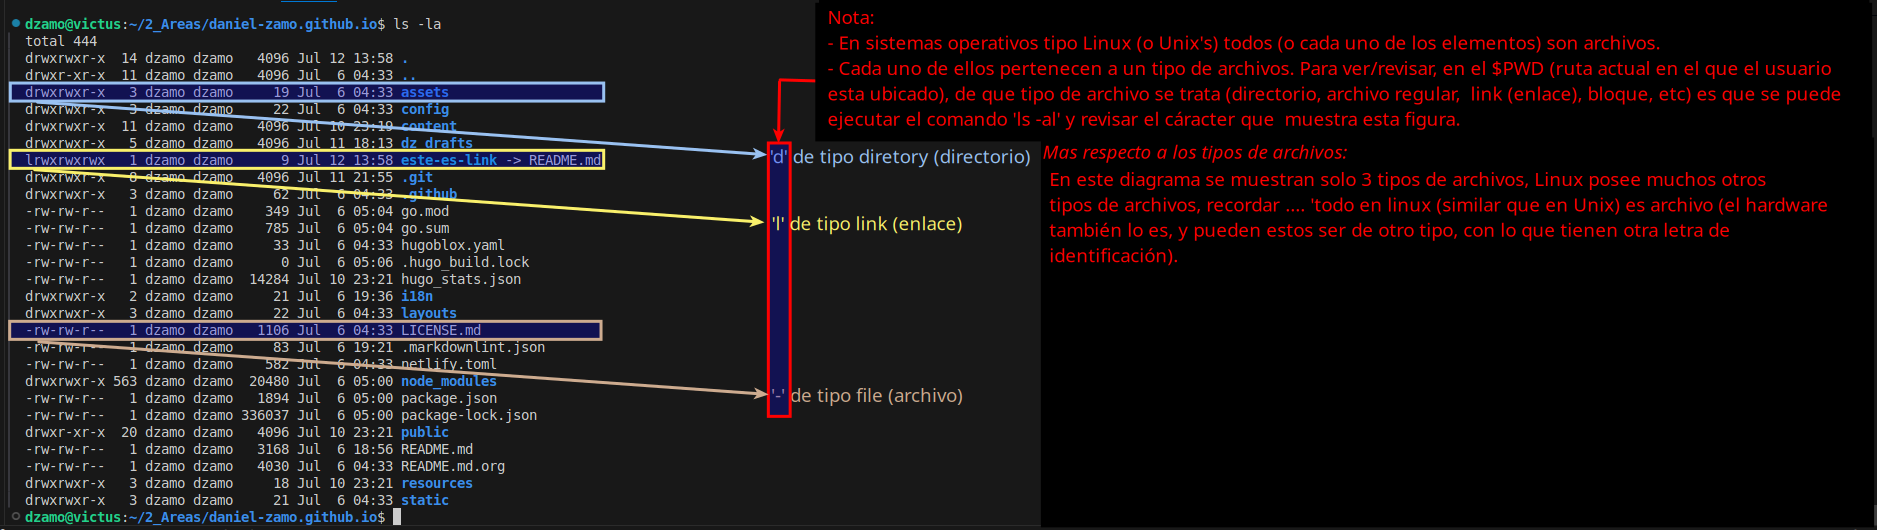 dzamo@victus:~/2_Areas/daniel-zamo.github.io$ ls -la
total 444
drwxrwxr-x  14 dzamo dzamo   4096 Jul 12 13:58 .
drwxr-xr-x  11 dzamo dzamo   4096 Jul  6 04:33 ..
drwxrwxr-x   3 dzamo dzamo     19 Jul  6 04:33 assets
drwxrwxr-x   3 dzamo dzamo     22 Jul  6 04:33 config
drwxrwxr-x  11 dzamo dzamo   4096 Jul 10 23:19 content
drwxrwxr-x   5 dzamo dzamo   4096 Jul 11 18:13 dz_drafts
lrwxrwxrwx   1 dzamo dzamo      9 Jul 12 13:58 este-es-link -> README.md
drwxrwxr-x   8 dzamo dzamo   4096 Jul 11 21:55 .git
drwxrwxr-x   3 dzamo dzamo     62 Jul  6 04:33 .github
-rw-rw-r--   1 dzamo dzamo    349 Jul  6 05:04 go.mod
-rw-rw-r--   1 dzamo dzamo    785 Jul  6 05:04 go.sum
-rw-rw-r--   1 dzamo dzamo     33 Jul  6 04:33 hugoblox.yaml
-rw-rw-r--   1 dzamo dzamo      0 Jul  6 05:06 .hugo_build.lock
-rw-rw-r--   1 dzamo dzamo  14284 Jul 10 23:21 hugo_stats.json
drwxrwxr-x   2 dzamo dzamo     21 Jul  6 19:36 i18n
drwxrwxr-x   3 dzamo dzamo     22 Jul  6 04:33 layouts
-rw-rw-r--   1 dzamo dzamo   1106 Jul  6 04:33 LICENSE.md
-rw-rw-r--   1 dzamo dzamo     83 Jul  6 19:21 .markdownlint.json
-rw-rw-r--   1 dzamo dzamo    582 Jul  6 04:33 netlify.toml
drwxrwxr-x 563 dzamo dzamo  20480 Jul  6 05:00 node_modules
-rw-rw-r--   1 dzamo dzamo   1894 Jul  6 05:00 package.json
-rw-rw-r--   1 dzamo dzamo 336037 Jul  6 05:00 package-lock.json
drwxr-xr-x  20 dzamo dzamo   4096 Jul 10 23:21 public
-rw-rw-r--   1 dzamo dzamo   3168 Jul  6 18:56 README.md
-rw-rw-r--   1 dzamo dzamo   4030 Jul  6 04:33 README.md.org
drwxrwxr-x   3 dzamo dzamo     18 Jul 10 23:21 resources
drwxrwxr-x   3 dzamo dzamo     21 Jul  6 04:33 static
dzamo@victus:~/2_Areas/daniel-zamo.github.io$
Nota:
- En sistemas operativos tipo Linux (o Unix's) todos (o cada uno de los elementos) son archivos.
- Cada uno de ellos pertenecen a un tipo de archivos. Para ver/revisar, en el $PWD (ruta actual en el que el usuario
esta ubicado), de que tipo de archivo se trata (directorio, archivo regular,  link (enlace), bloque, etc) es que se puede
ejecutar el comando 'ls -al' y revisar el cáracter que  muestra esta figura.
'd' de tipo diretory (directorio)
'l' de tipo link (enlace)
'-' de tipo file (archivo)
Mas respecto a los tipos de archivos:
En este diagrama se muestran solo 3 tipos de archivos, Linux posee muchos otros
tipos de archivos, recordar .... 'todo en linux (similar que en Unix) es archivo (el hardware
también lo es, y pueden estos ser de otro tipo, con lo que tienen otra letra de
identificación).